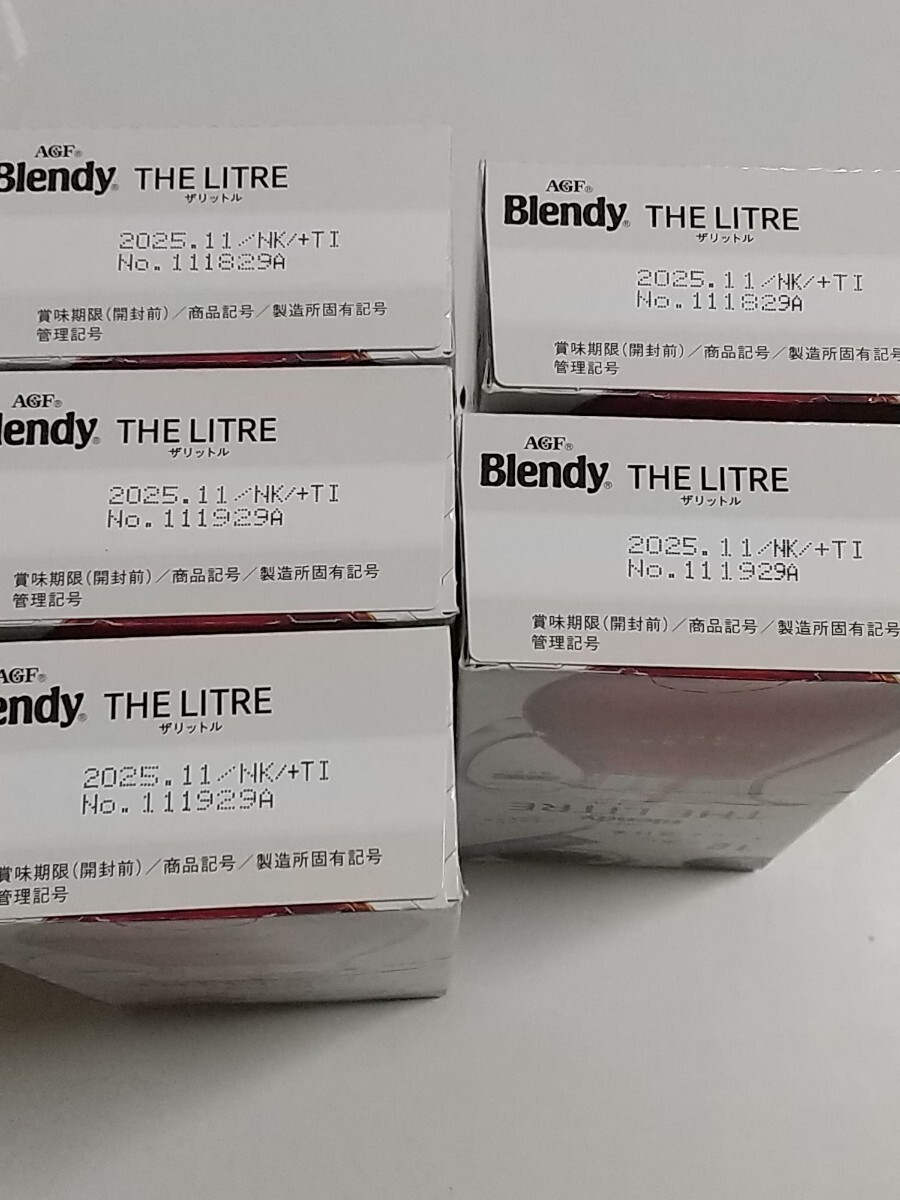 AGF®
Blendy® THE LITRE
ザリットル
2025.11/NK/+TI
No.111829A
賞味期限(開封前)/商品記号/製造所固有記号
管理記号
AGF®
lendy® THE LITRE
ザリットル
2025.11/NK/+TI
No.111929A
賞味期限(開封前)/商品記号/製造所固有記号
管理記号
AGF®
endy® THE LITRE
ザリットル
2025.11/NK/+TI
No.111929A
賞味期限(開封前)/商品記号/製造所固有記号
管理記号
AGF®
Blendy® THE LITRE
ザリットル
2025.11/NK/+TI
No.111829A
賞味期限(開封前)/商品記号/製造所固有記号
管理記号
AGF®
Blendy® THE LITRE
ザリットル
2025.11/NK/+TI
No.111929A
賞味期限(開封前)/商品記号/製造所固有記号
管理記号
Blendy
THE LITRE